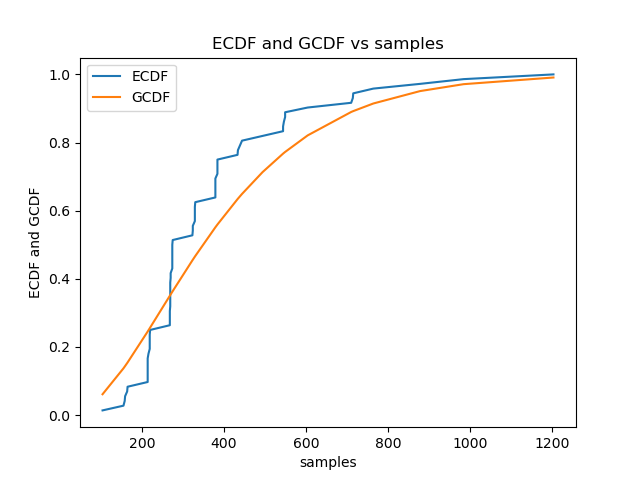 ECDF and GCDF vs samples
ECDF
GCDF
1.0
0.8
0.6
0.4
0.2
0.0
ECDF and GCDF
200 400 600 800 1000 1200
samples